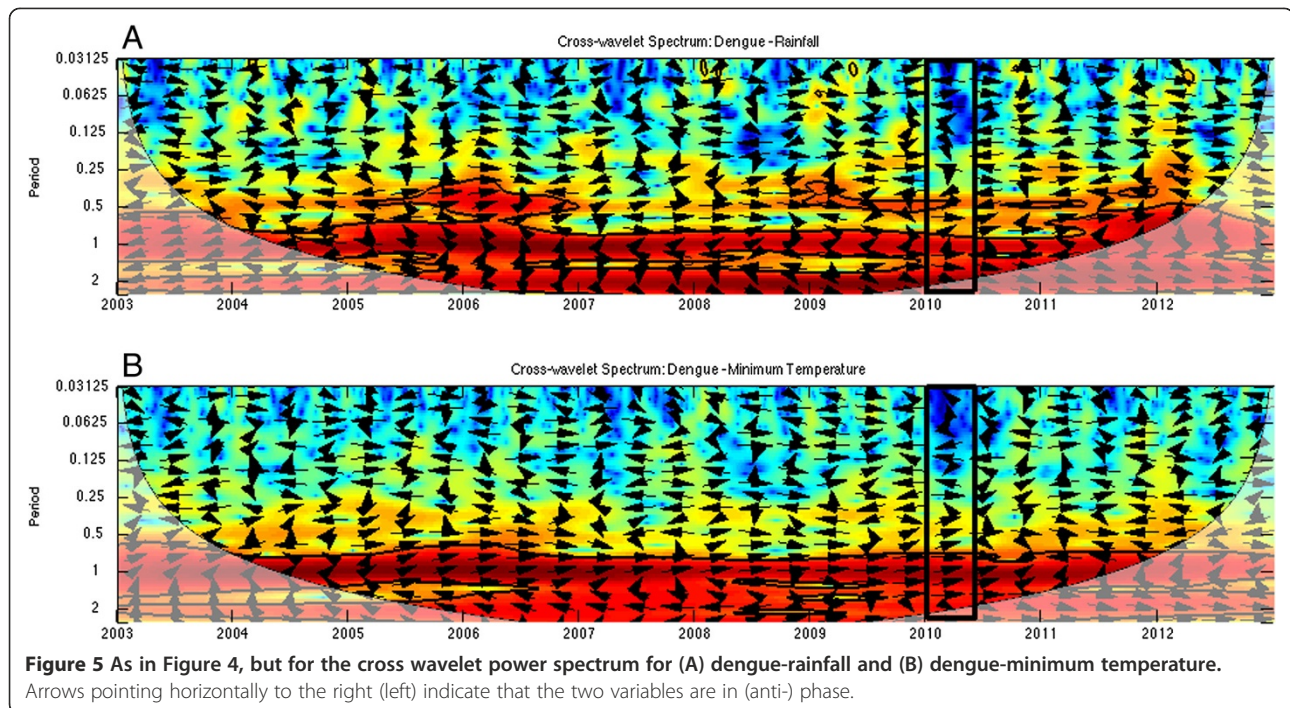 A
Cross-wavelet Spectrum: Dengue -Rainfall
0.03125
0.0625
0.125
0.25
0.5
1
2
Period
2003 2004 2005 2006 2007 2008 2009 2010 2011 2012
B
Cross-wavelet Spectrum: Dengue -Minimum Temperature
0.03125
0.0625
0.125
0.25
0.5
1
2
Period
2003 2004 2005 2006 2007 2008 2009 2010 2011 2012
Figure 5 As in Figure 4, but for the cross wavelet power spectrum for (A) dengue-rainfall and (B) dengue-minimum temperature.
Arrows pointing horizontally to the right (left) indicate that the two variables are in (anti-) phase.